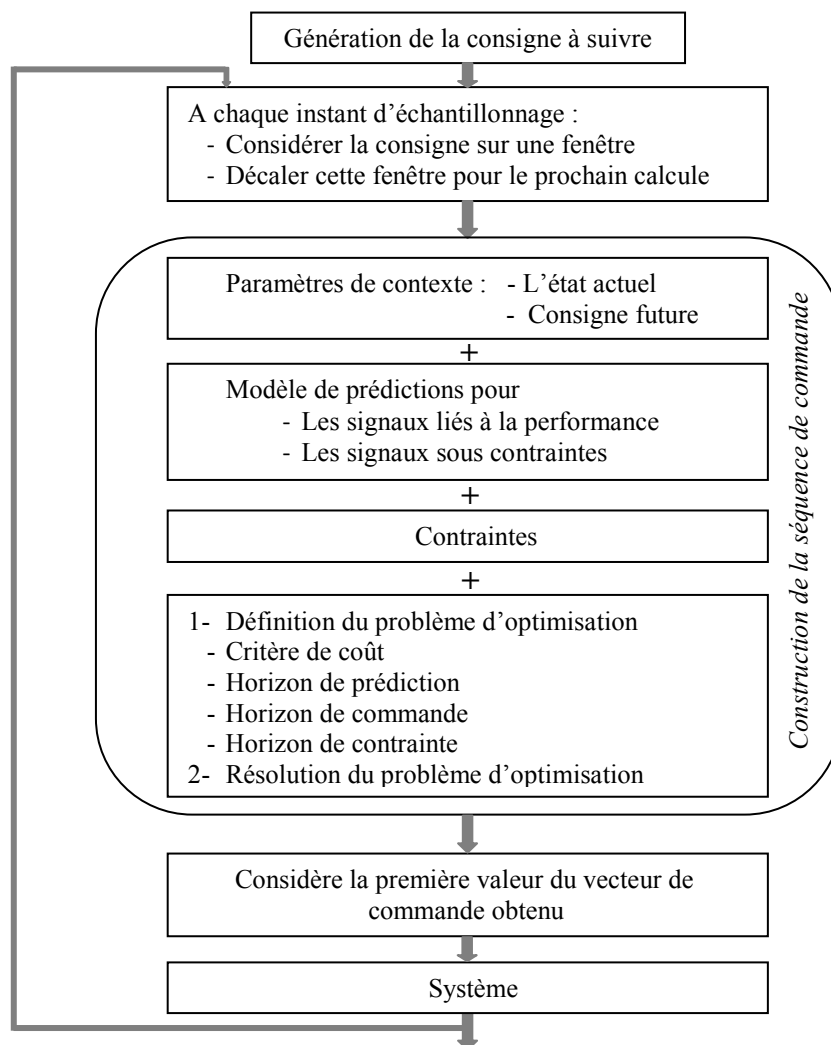 Génération de la consigne à suivre
A chaque instant d’échantillonnage :
- Considérer la consigne sur une fenêtre
- Décaler cette fenêtre pour le prochain calcule
Paramètres de contexte : - L’état actuel
- Consigne future
+
Modèle de prédictions pour
- Les signaux liés à la performance
- Les signaux sous contraintes
+
Contraintes
+
1- Définition du problème d’optimisation
- Critère de coût
- Horizon de prédiction
- Horizon de commande
- Horizon de contrainte
2- Résolution du problème d’optimisation
Construction de la séquence de commande
Considère la première valeur du vecteur de
commande obtenu
Système